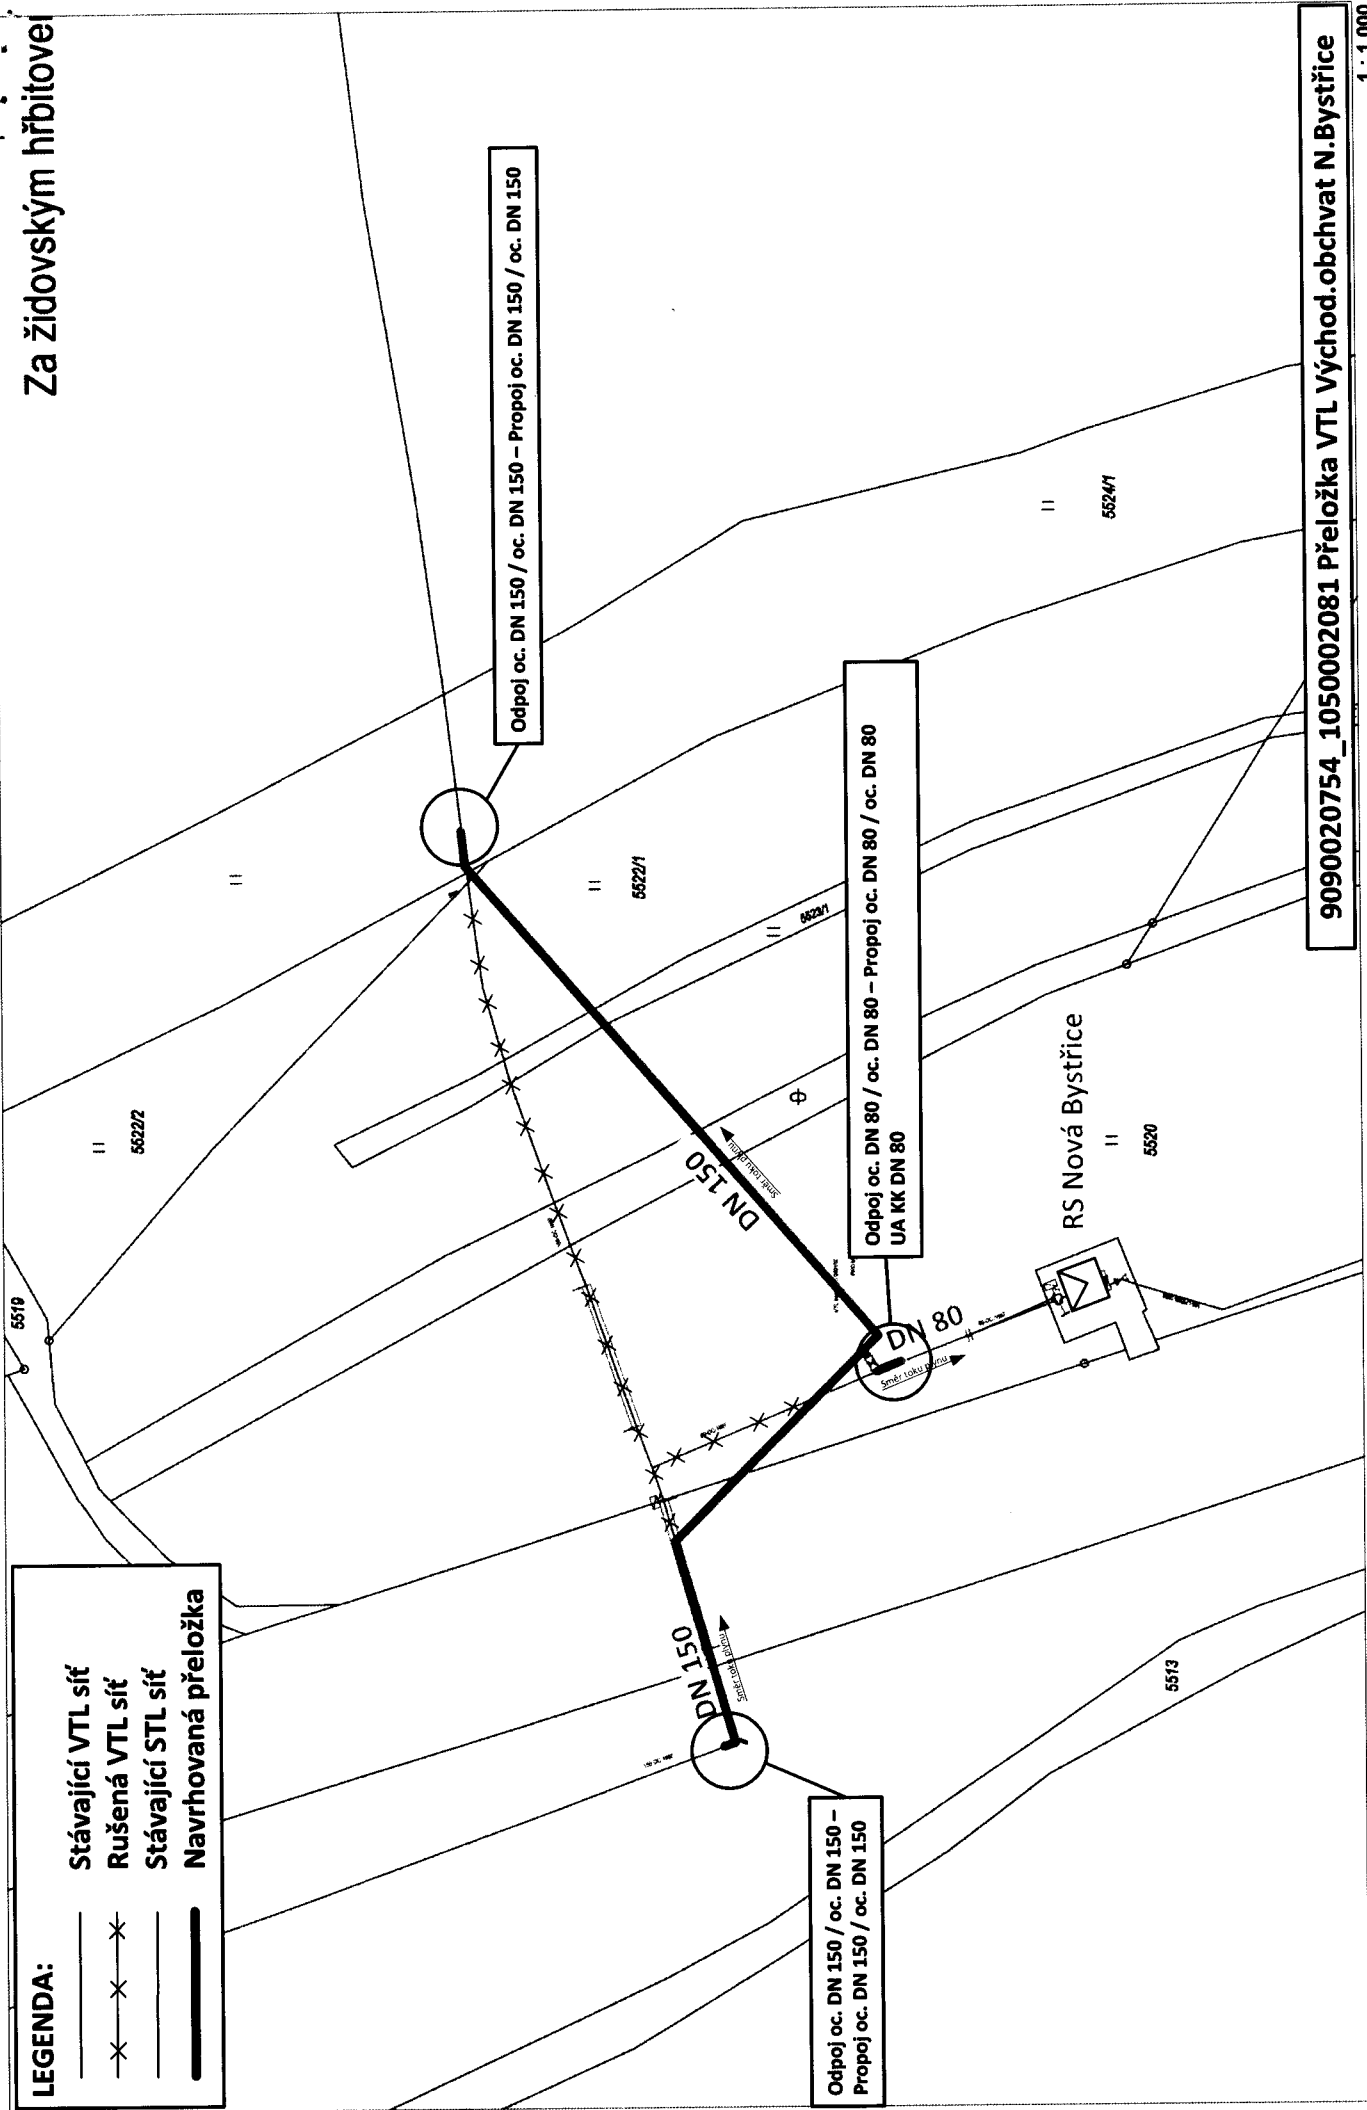 Za židovským hřbitove
LEGENDA:
Stávající VTL síť
Rušená VTL síť
Stávající STL síť
Navrhovaná přeložka
5519
5522/2
5522/1
5523/1
5524/1
5520
5513
Odpoj oc. DN 150 / oc. DN 150 – Propoj oc. DN 150 / oc. DN 150
Odpoj oc. DN 80 / oc. DN 80 – Propoj oc. DN 80 / oc. DN 80
UA KK DN 80
Odpoj oc. DN 150 / oc. DN 150 –
Propoj oc. DN 150 / oc. DN 150
DN 150
Směr toku plynu
DN 150
Směr toku plynu
DN 80
Směr toku plynu
RS Nová Bystřice
9090020754_1050002081 Přeložka VTL Východ.obchvat N.Bystřice
1 : 1 000